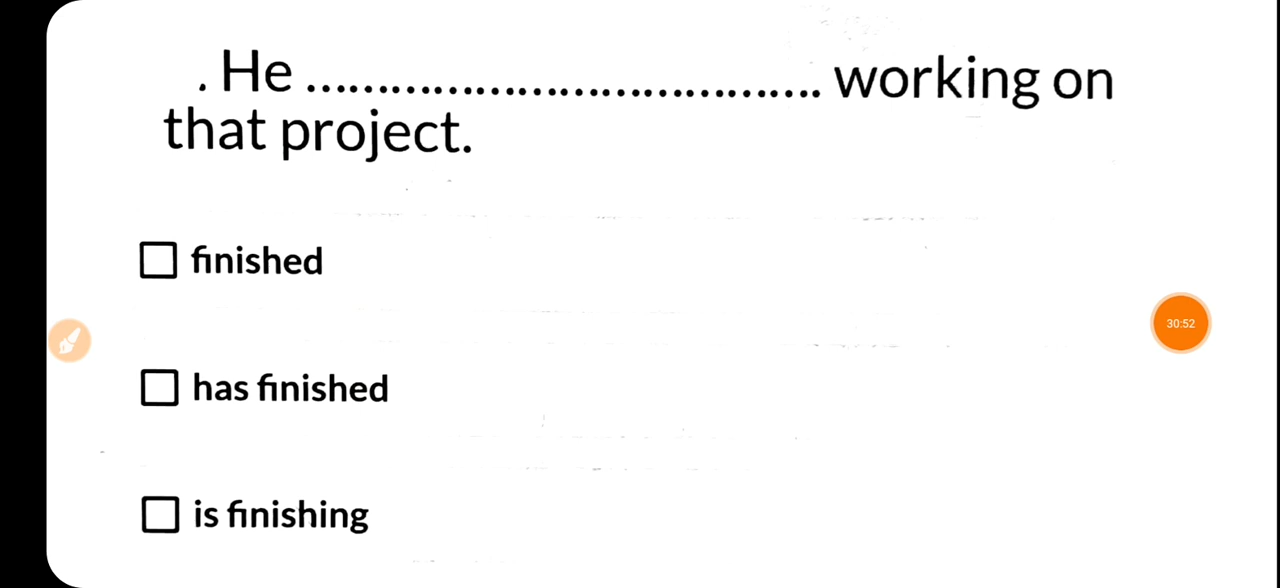 . He .................................... working on
that project.
finished
30:52
has finished
is finishing